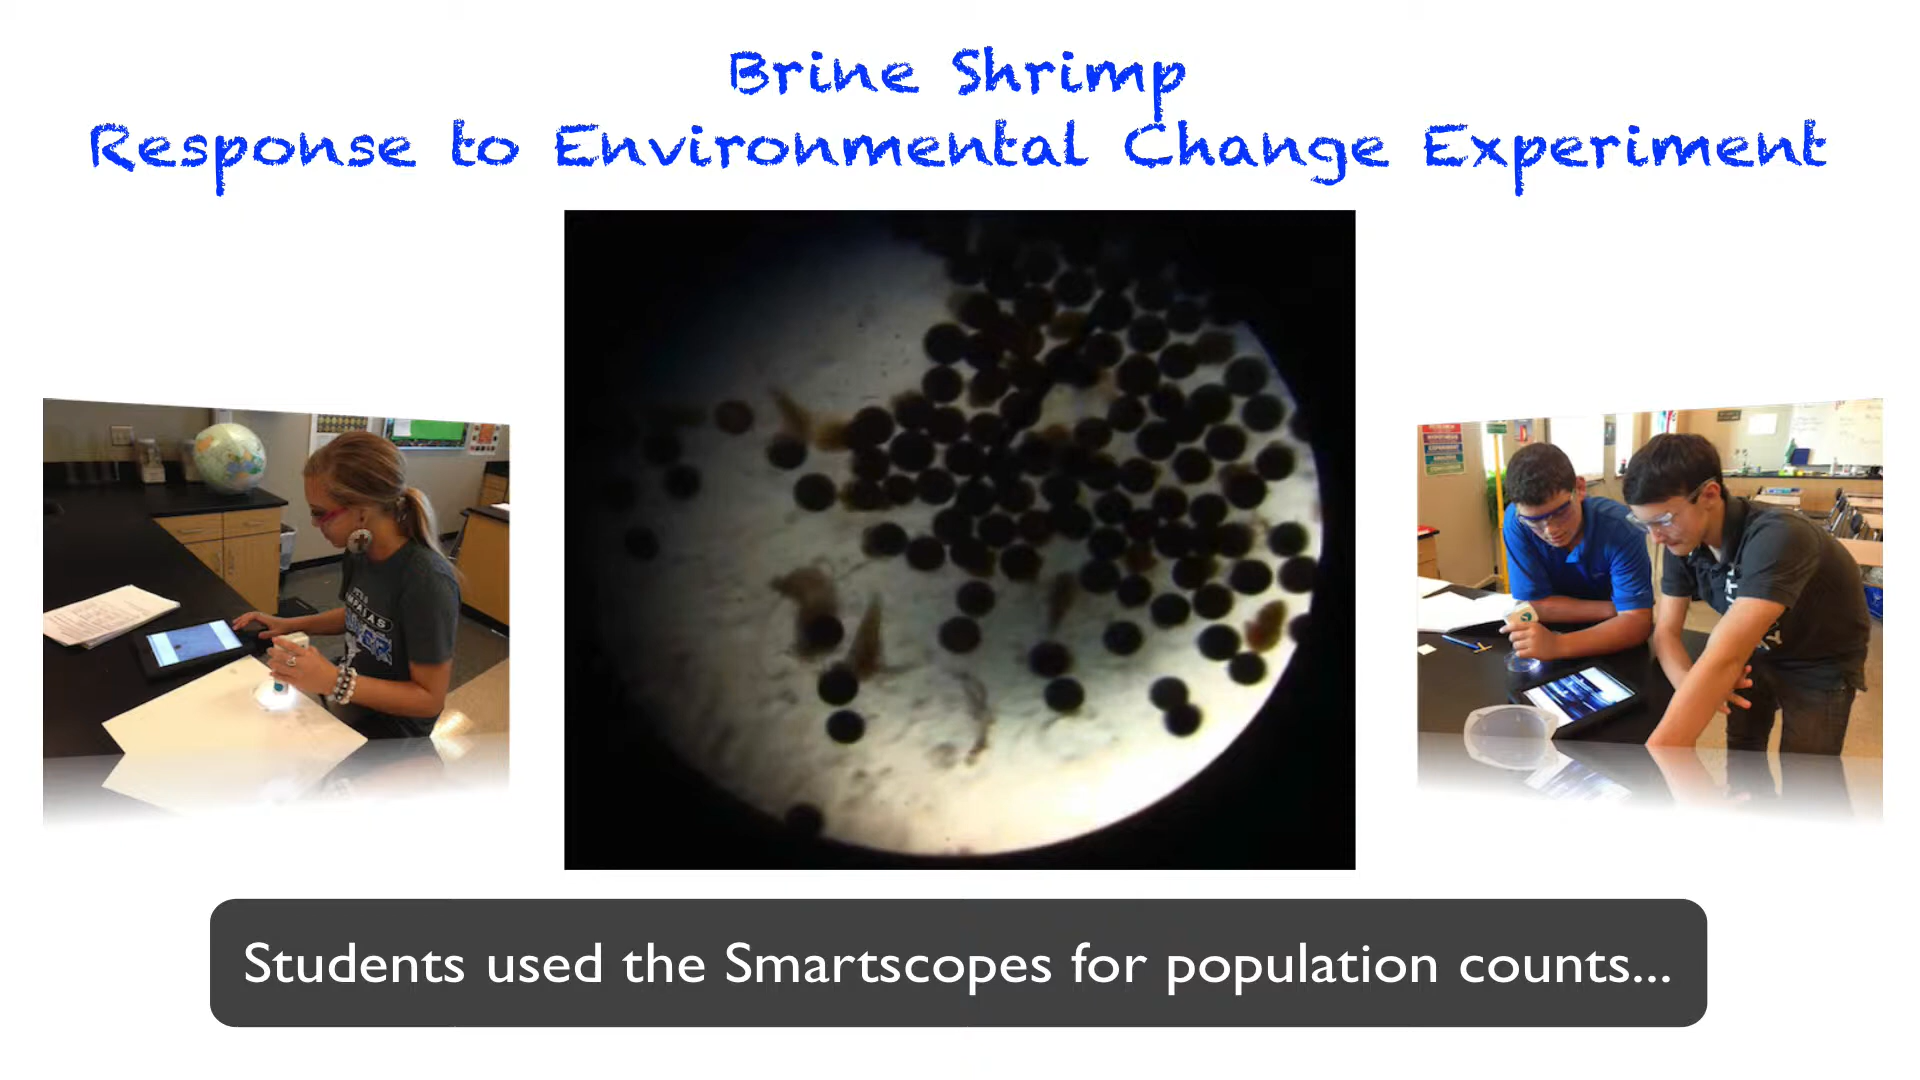 Brine Shrimp
Response to Environmental Change Experiment
Students used the Smartscopes for population counts...